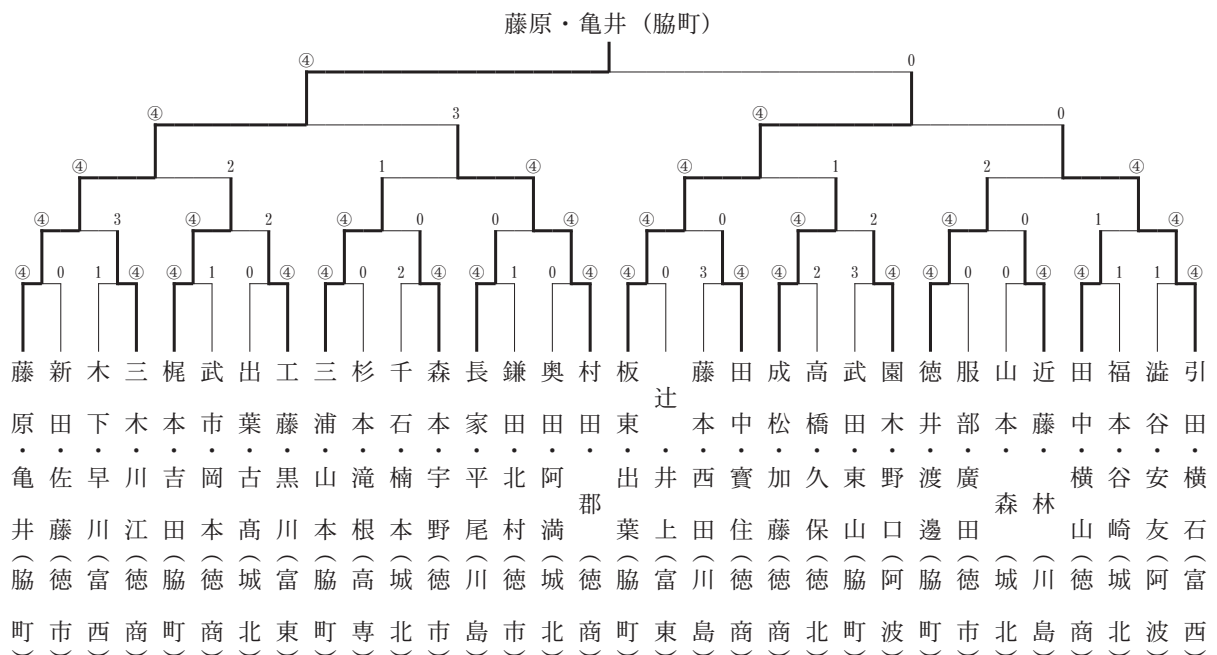 藤原・亀井（脇町）
④ 0
④ 3 ④ 0
④ 2 1 ④ ④ 1 2 ④
④ 3 ④ 2 ④ 0 0 ④ ④ 0 ④ 2 ④ 0 1 ④
④ 0 1 ④ ④ 1 0 ④ ④ 0 2 ④ ④ 1 0 ④ ④ 0 3 ④ ④ 2 3 ④ ④ 0 0 ④ ④ 1 1 ④
藤原・亀井（脇町）
新田・佐藤（徳市）
木下・早川（富西）
三木・川江（徳商）
梶本・吉田（脇町）
武市・岡本（徳商）
出葉・古髙（城北）
工藤・黒川（富東）
三浦・山本（脇町）
杉本・滝根（高専）
千石・楠本（城北）
森本・宇野（徳市）
長家・平尾（川島）
鎌田・北村（徳市）
奥田・阿満（城北）
村田・郡（徳商）
板東・出葉（脇町）
辻・井上（富東）
藤本・西田（川島）
田中・寳住（徳商）
成松・加藤（徳商）
高橋・久保（徳北）
武田・東山（脇町）
園木・野口（阿波）
徳井・渡邊（脇町）
服部・廣田（徳市）
山本・森（城北）
近藤・林（川島）
田中・横山（徳商）
福本・谷崎（城北）
澁谷・安友（阿波）
引田・横石（富西）